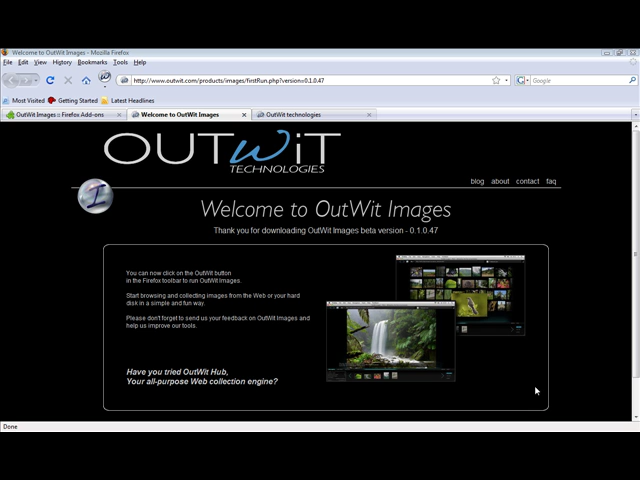 Welcome to OutWit Images - Mozilla Firefox
File Edit View History Bookmarks Tools Help
http://www.outwit.com/products/images/firstRun.php?version=0.1.0.47
Google
Most Visited Getting Started Latest Headlines
OutWit Images :: Firefox Add-ons Welcome to OutWit Images OutWit technologies
OUTWiT
TECHNOLOGIES
blog about contact faq
I
Welcome to OutWit Images
Thank you for downloading OutWit Images beta version - 0.1.0.47
You can now click on the OutWit button
in the Firefox toolbar to run OutWit Images.
Start browsing and collecting images from the Web or your hard
disk in a simple and fun way.
Please don't forget to send us your feedback on OutWit Images and
help us improve our tools.
Have you tried OutWit Hub,
Your all-purpose Web collection engine?
Done